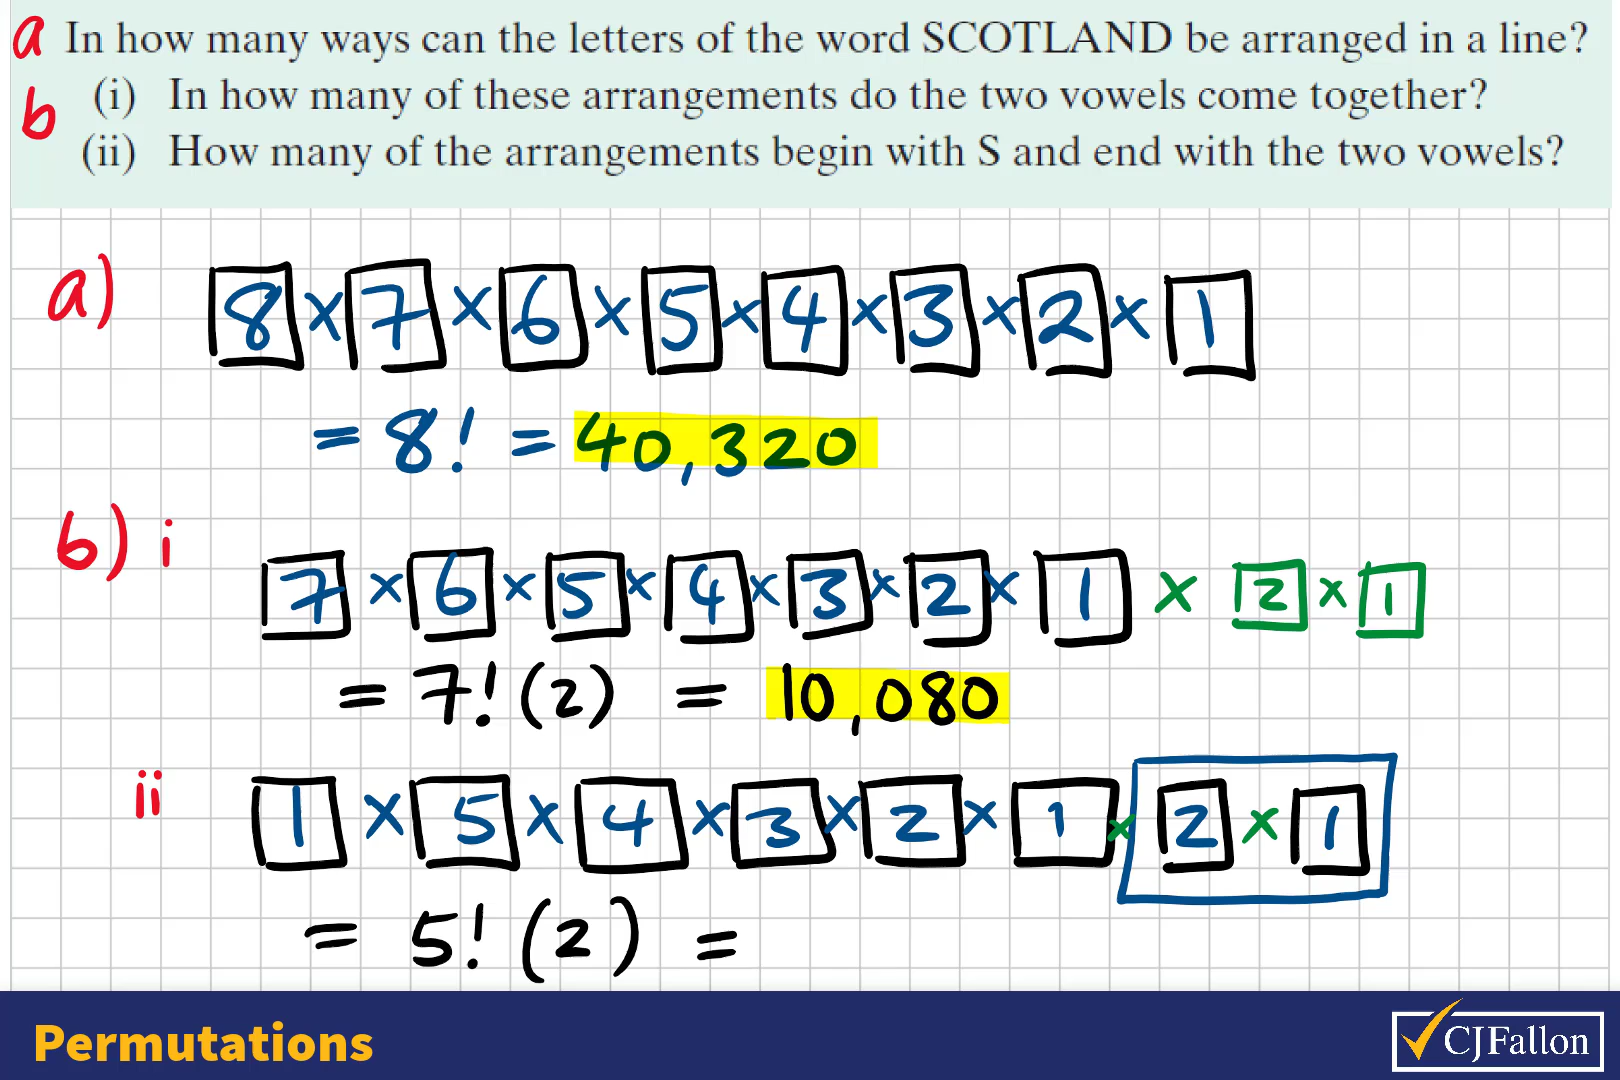 a In how many ways can the letters of the word SCOTLAND be arranged in a line?
b (i) In how many of these arrangements do the two vowels come together?
(ii) How many of the arrangements begin with S and end with the two vowels?
a) 8 × 7 × 6 × 5 × 4 × 3 × 2 × 1
= 8! = 40,320
b) i 7 × 6 × 5 × 4 × 3 × 2 × 1 × 2 × 1
= 7! (2) = 10,080
ii 1 × 5 × 4 × 3 × 2 × 1 × 2 × 1
= 5! (2) =
Permutations
CJFallon